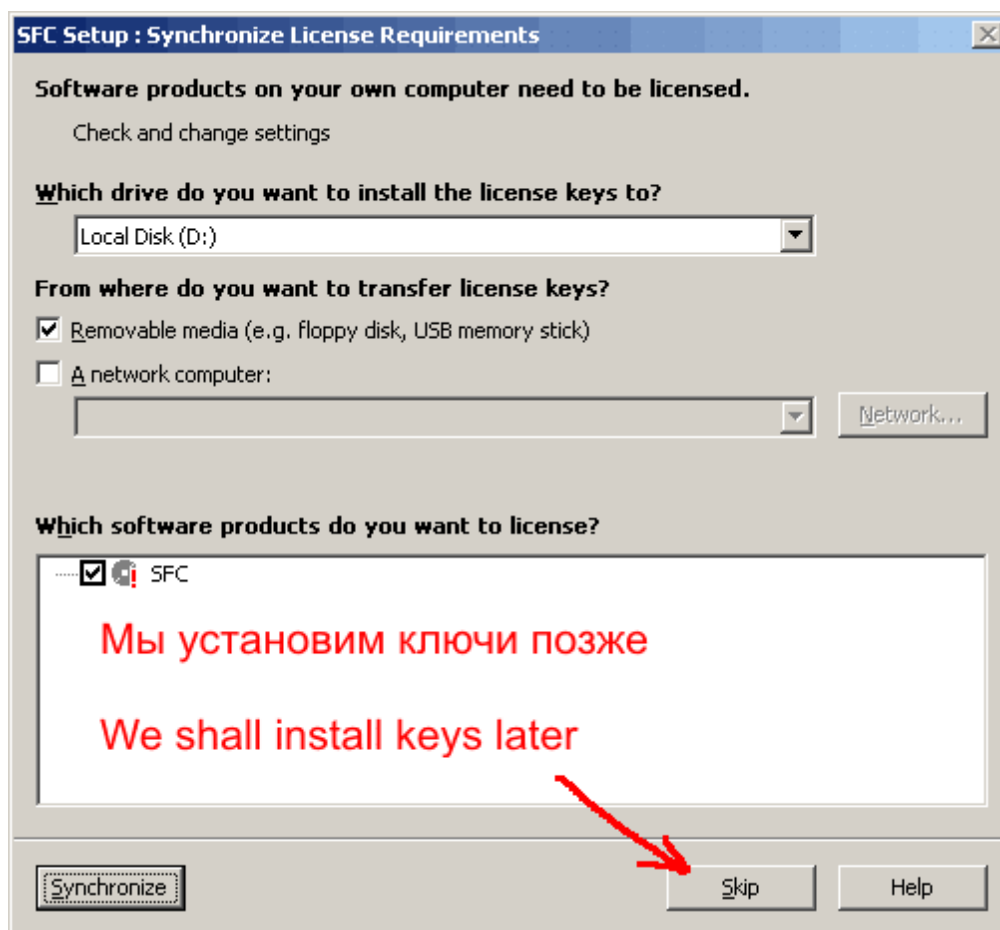 SFC Setup : Synchronize License Requirements
Software products on your own computer need to be licensed.
Check and change settings
Which drive do you want to install the license keys to?
Local Disk (D:)
From where do you want to transfer license keys?
Removable media (e.g. floppy disk, USB memory stick)
A network computer:
Network...
Which software products do you want to license?
SFC
Мы установим ключи позже
We shall install keys later
Synchronize Skip Help